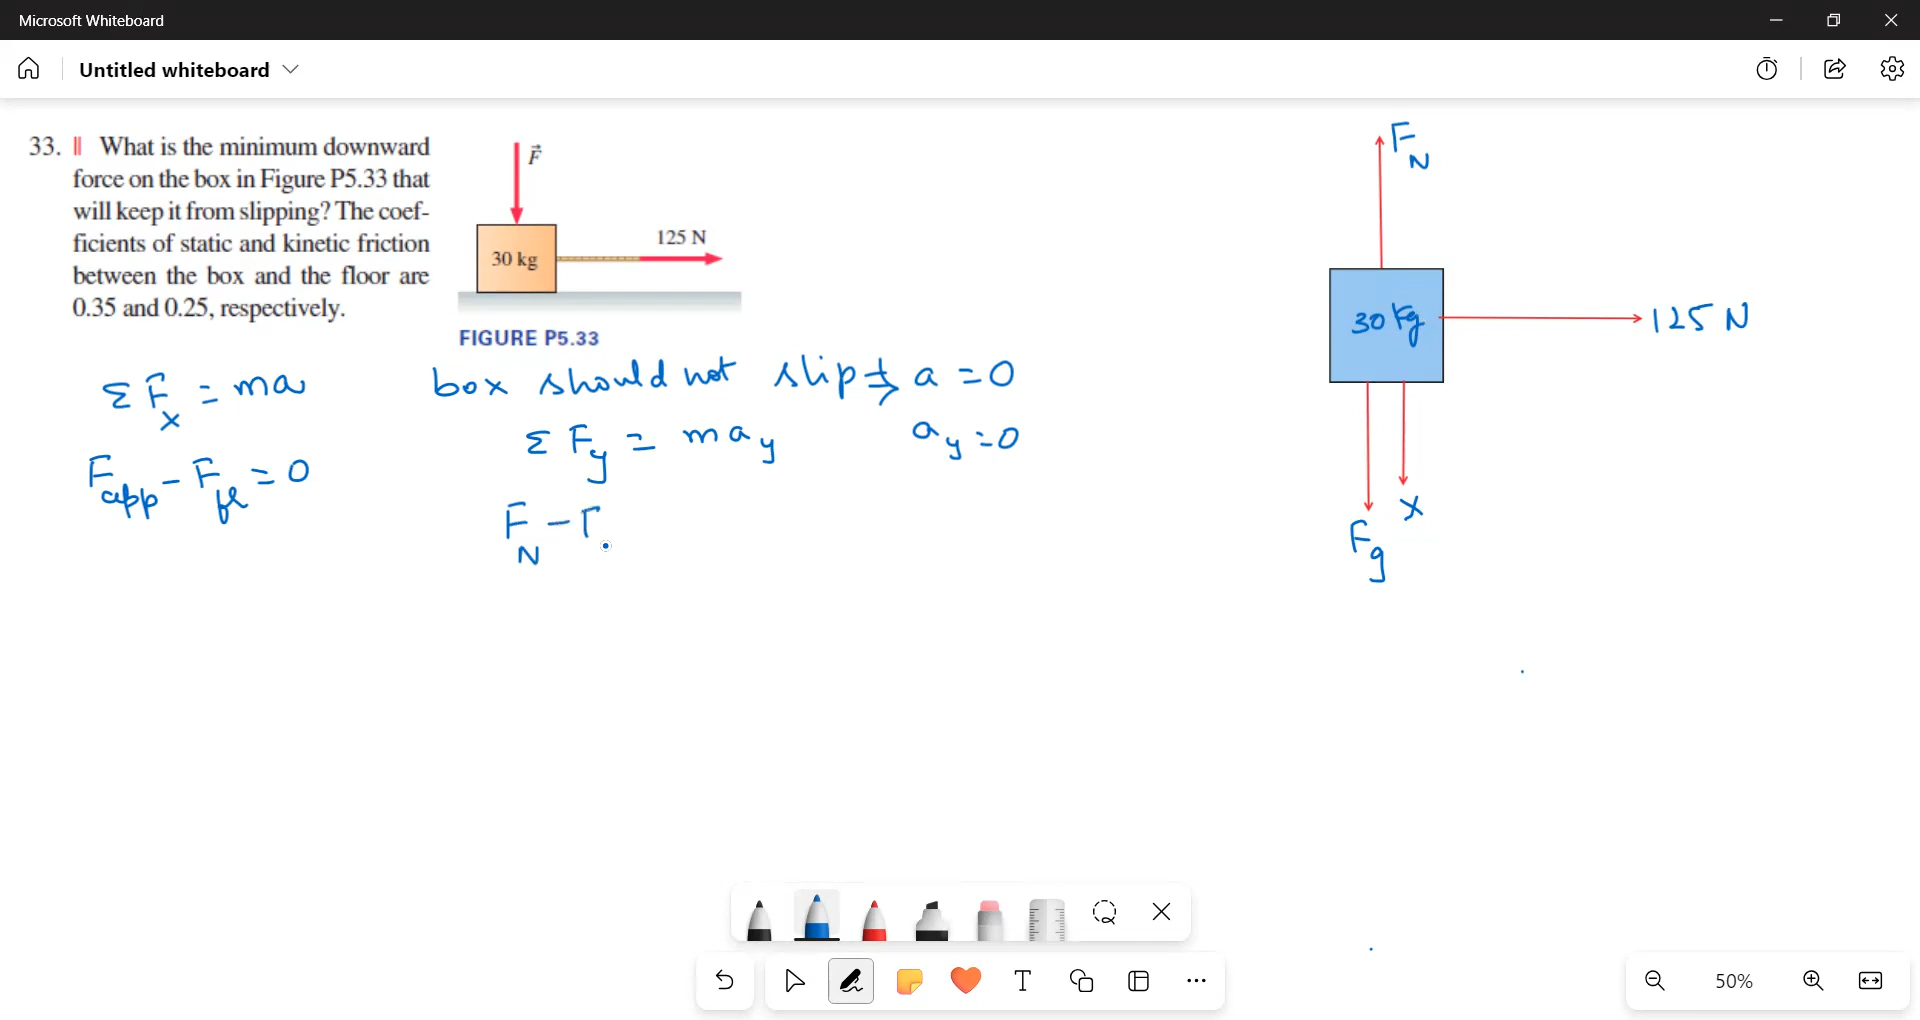 Microsoft Whiteboard
Untitled whiteboard
33. || What is the minimum downward
force on the box in Figure P5.33 that
will keep it from slipping? The coef-
ficients of static and kinetic friction
between the box and the floor are
0.35 and 0.25, respectively.
F⃗
125 N
30 kg
FIGURE P5.33
ΣF_x = ma
F_app - F_fr = 0
box should not slip ⇒ a = 0
ΣF_y = ma_y
a_y = 0
F_N -
F_N
30 kg
125 N
F_g
x
50%